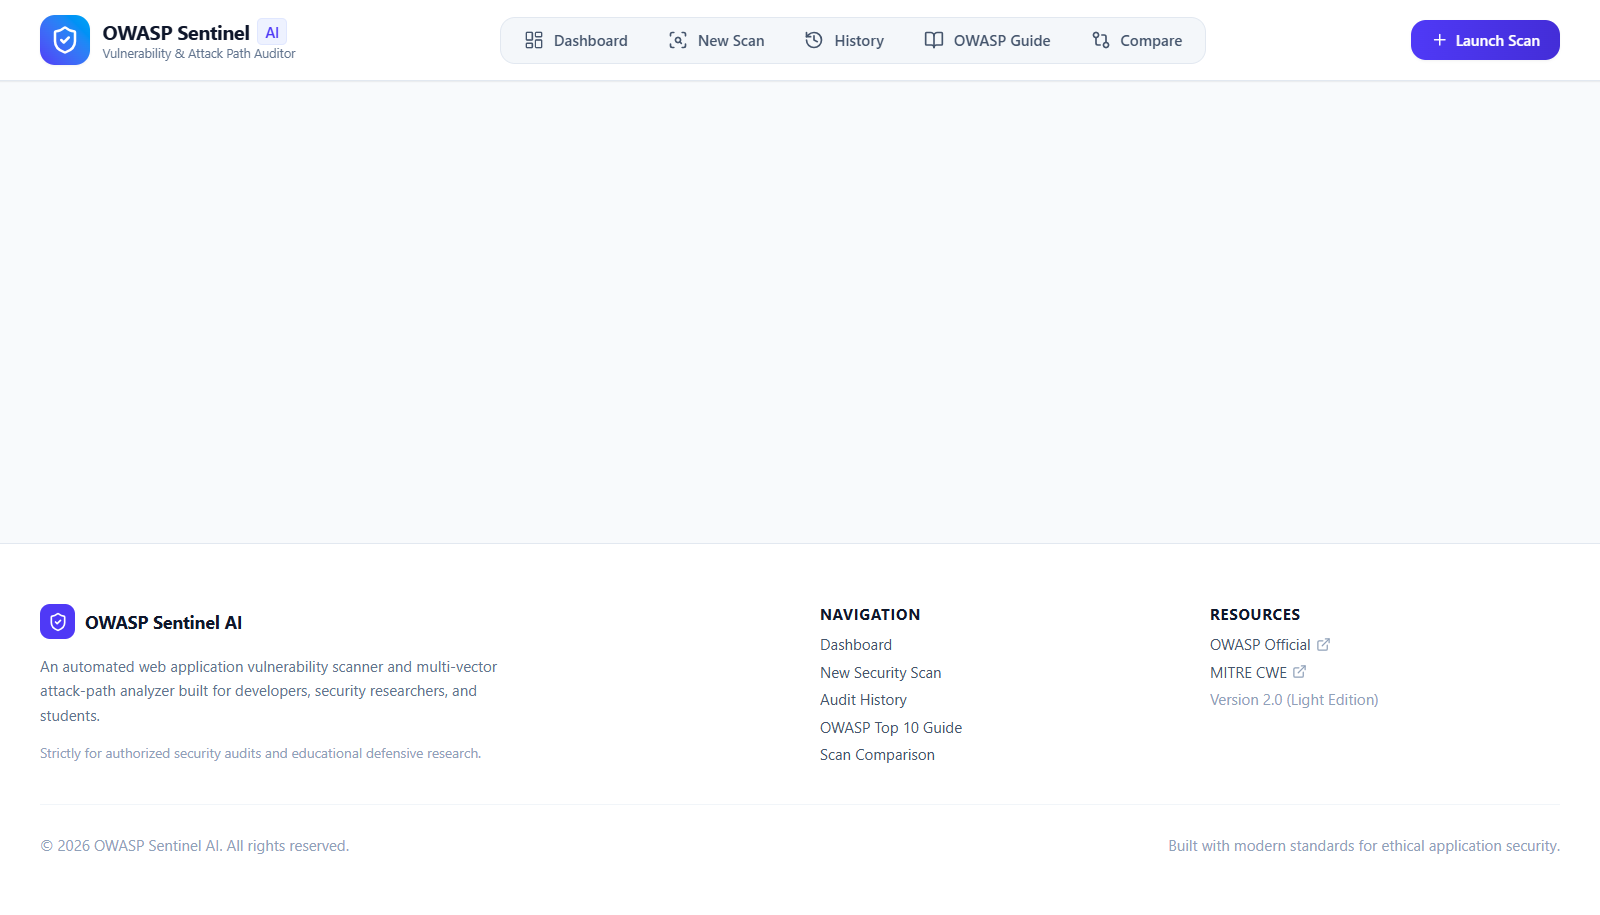 OWASP Sentinel AI
Vulnerability & Attack Path Auditor
Dashboard
New Scan
History
OWASP Guide
Compare
Launch Scan
OWASP Sentinel AI
An automated web application vulnerability scanner and multi-vector
attack-path analyzer built for developers, security researchers, and
students.
Strictly for authorized security audits and educational defensive research.
NAVIGATION
Dashboard
New Security Scan
Audit History
OWASP Top 10 Guide
Scan Comparison
RESOURCES
OWASP Official
MITRE CWE
Version 2.0 (Light Edition)
© 2026 OWASP Sentinel AI. All rights reserved.
Built with modern standards for ethical application security.